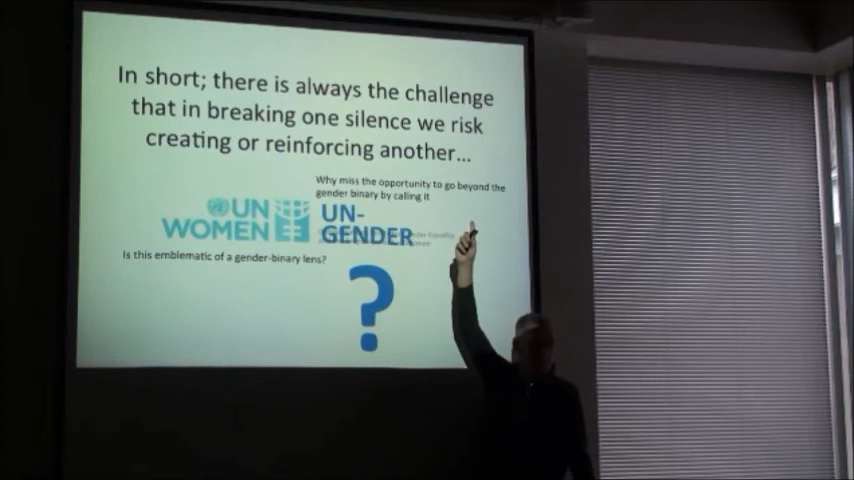 In short; there is always the challenge
that in breaking one silence we risk
creating or reinforcing another...
Why miss the opportunity to go beyond the
gender binary by calling it
UN
WOMEN
UN-
GENDER
Gender Equality
Is this emblematic of a gender-binary lens?
?